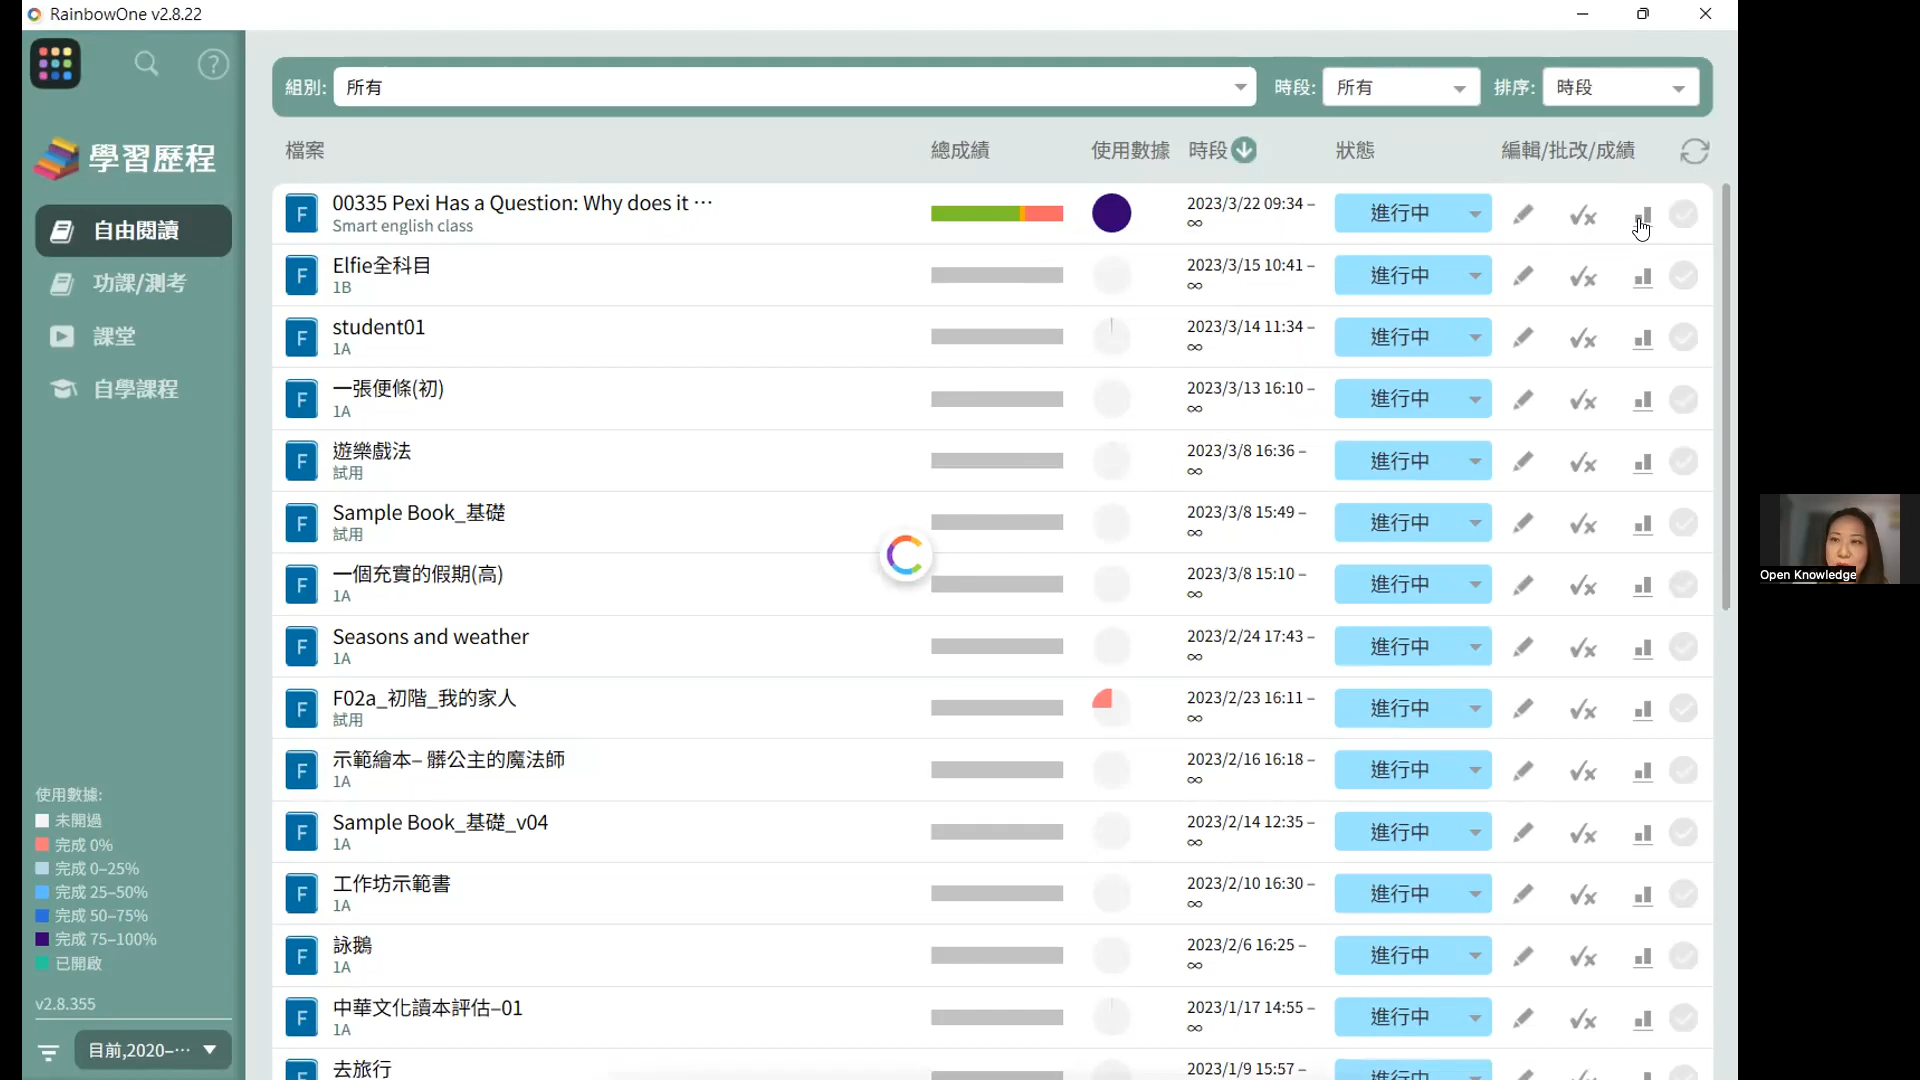 RainbowOne v2.8.22
組別: 所有 時段: 所有 排序: 時段
學習歷程
自由閱讀
功課/測考
課堂
自學課程
檔案 總成績 使用數據 時段 狀態 編輯/批改/成績
F 00335 Pexi Has a Question: Why does it ··· 2023/3/22 09:34 – 進行中
Smart english class ∞
F Elfie全科目 2023/3/15 10:41 – 進行中
1B ∞
F student01 2023/3/14 11:34 – 進行中
1A ∞
F 一張便條(初) 2023/3/13 16:10 – 進行中
1A ∞
F 遊樂戲法 2023/3/8 16:36 – 進行中
試用 ∞
F Sample Book_基礎 2023/3/8 15:49 – 進行中
試用 ∞
F 一個充實的假期(高) 2023/3/8 15:10 – 進行中
1A ∞
F Seasons and weather 2023/2/24 17:43 – 進行中
1A ∞
F F02a_初階_我的家人 2023/2/23 16:11 – 進行中
試用 ∞
F 示範繪本– 髒公主的魔法師 2023/2/16 16:18 – 進行中
1A ∞
F Sample Book_基礎_v04 2023/2/14 12:35 – 進行中
1A ∞
F 工作坊示範書 2023/2/10 16:30 – 進行中
1A ∞
F 詠鵝 2023/2/6 16:25 – 進行中
1A ∞
F 中華文化讀本評估–01 2023/1/17 14:55 – 進行中
1A ∞
F 去旅行 2023/1/9 15:57 – 進行中
使用數據:
未開過
完成 0%
完成 0–25%
完成 25–50%
完成 50–75%
完成 75–100%
已開啟
v2.8.355
目前,2020–···
Open Knowledge